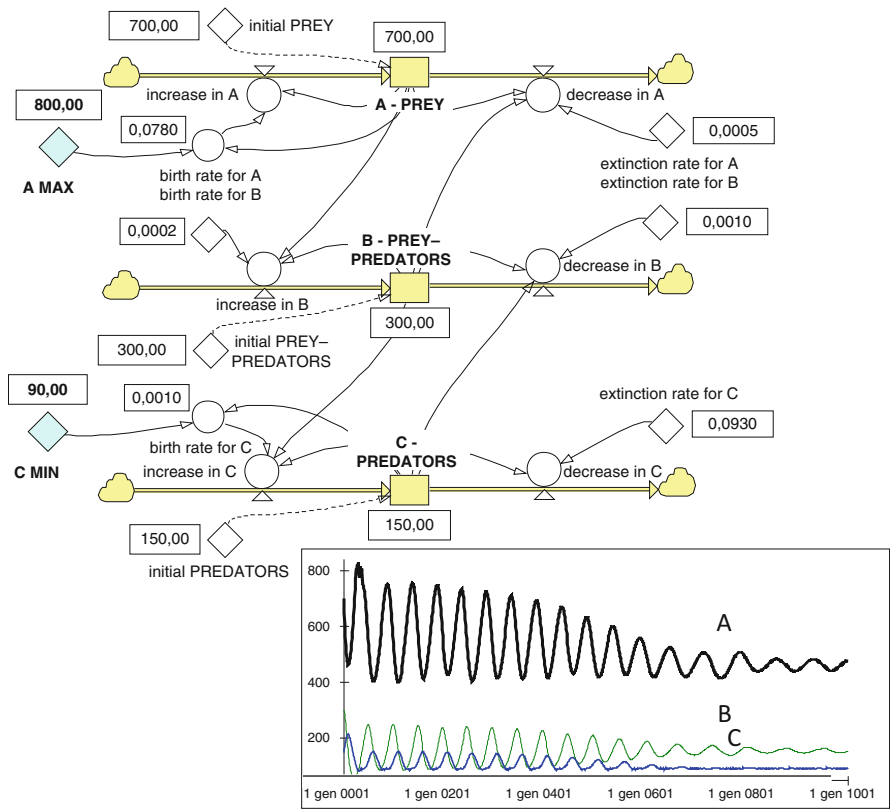 700,00
initial PREY
700,00
increase in A
A - PREY
decrease in A
800,00
0,0780
0,0005
A MAX
birth rate for A
birth rate for B
extinction rate for A
extinction rate for B
0,0002
B - PREY–
PREDATORS
0,0010
decrease in B
increase in B
300,00
300,00
initial PREY–
PREDATORS
90,00
0,0010
extinction rate for C
0,0930
C MIN
birth rate for C
increase in C
C -
PREDATORS
decrease in C
150,00
150,00
initial PREDATORS
800
600
400
200
A
B
C
1 gen 0001
1 gen 0201
1 gen 0401
1 gen 0601
1 gen 0801
1 gen 1001